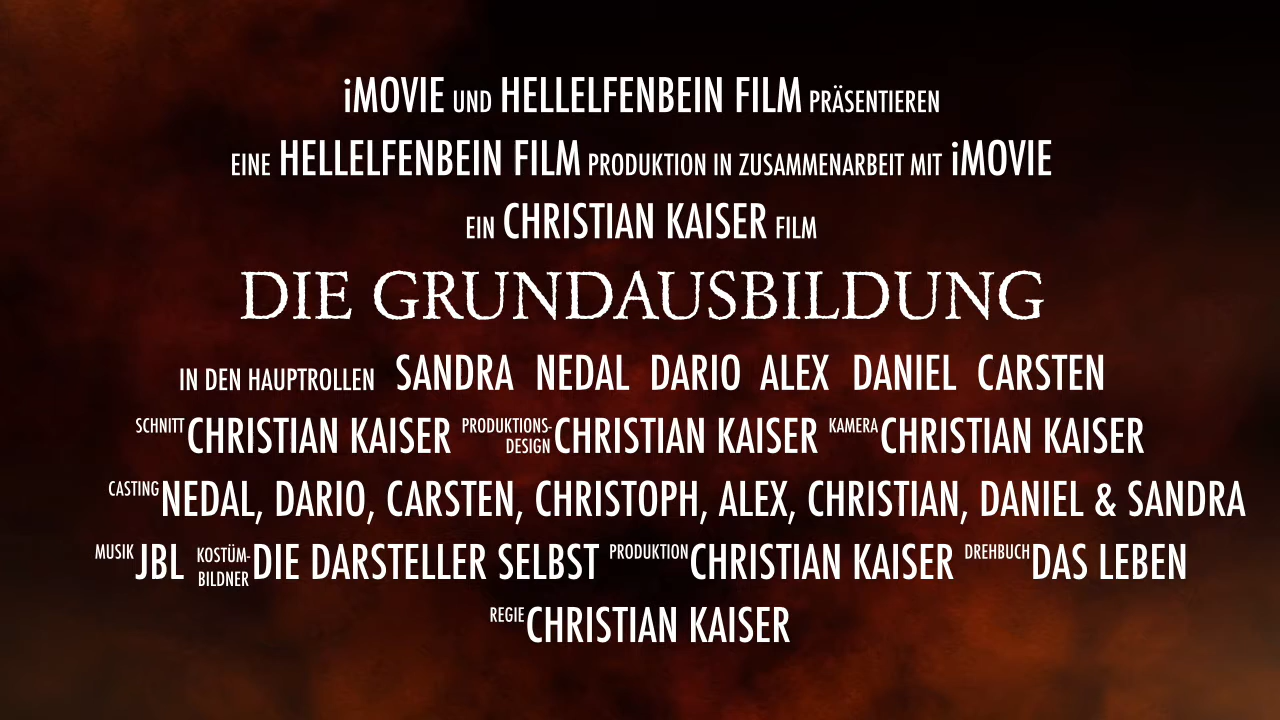 iMOVIE UND HELLELFENBEIN FILM PRÄSENTIEREN
EINE HELLELFENBEIN FILM PRODUKTION IN ZUSAMMENARBEIT MIT iMOVIE
EIN CHRISTIAN KAISER FILM
DIE GRUNDAUSBILDUNG
IN DEN HAUPTROLLEN SANDRA NEDAL DARIO ALEX DANIEL CARSTEN
SCHNITT CHRISTIAN KAISER PRODUKTIONS-DESIGN CHRISTIAN KAISER KAMERA CHRISTIAN KAISER
CASTING NEDAL, DARIO, CARSTEN, CHRISTOPH, ALEX, CHRISTIAN, DANIEL & SANDRA
MUSIK JBL KOSTÜM-BILDNER DIE DARSTELLER SELBST PRODUKTION CHRISTIAN KAISER DREHBUCH DAS LEBEN
REGIE CHRISTIAN KAISER